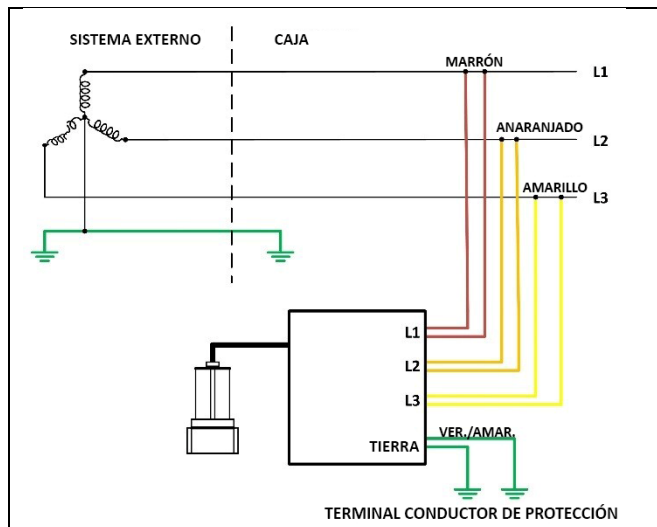 SISTEMA EXTERNO
CAJA
MARRÓN
L1
ANARANJADO
L2
AMARILLO
L3
L1
L2
L3
VER./AMAR.
TIERRA
TERMINAL CONDUCTOR DE PROTECCIÓN